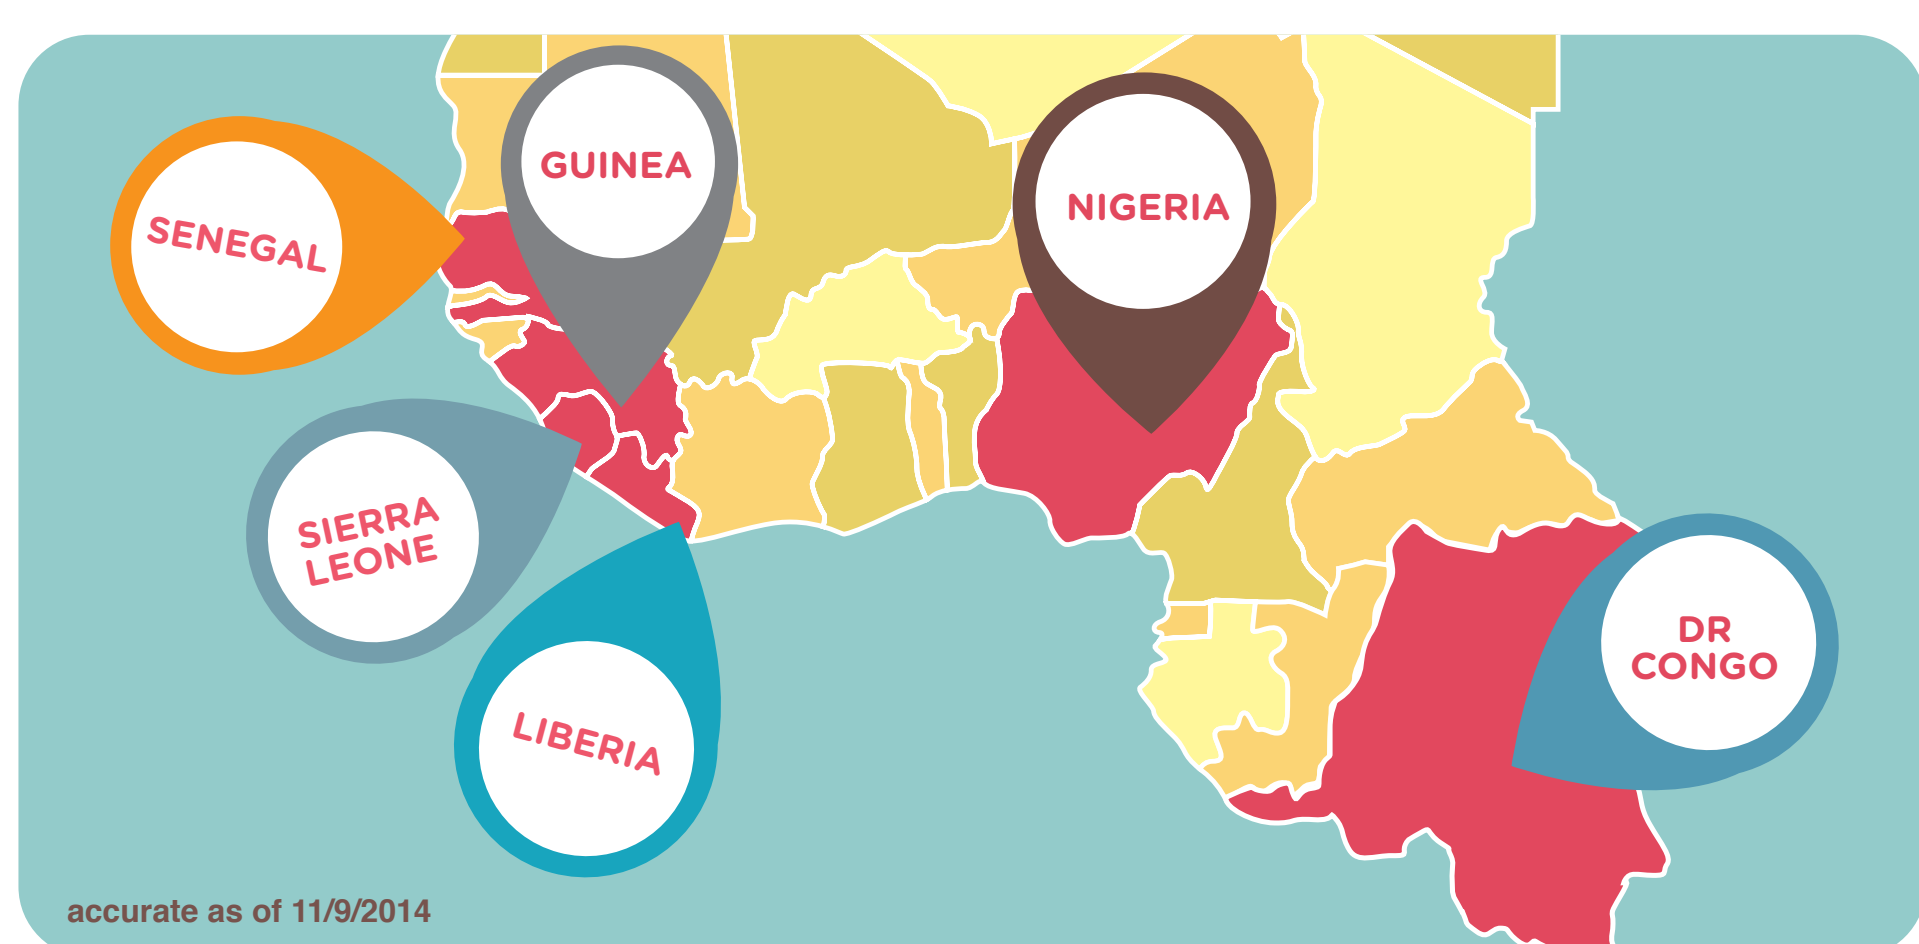 SENEGAL
GUINEA
NIGERIA
SIERRA
LEONE
LIBERIA
DR
CONGO
accurate as of 11/9/2014